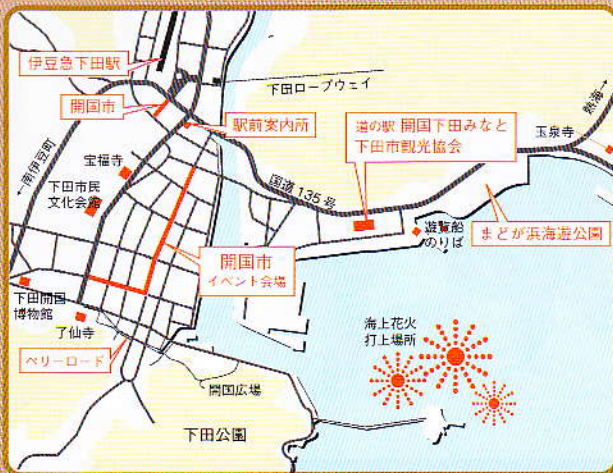 伊豆急下田駅
下田ロープウェイ
開国市
駅前案内所
道の駅 開国下田みなと
下田市観光協会
熱海→
玉泉寺
←南伊豆町
宝福寺
国道135号
下田市民
文化会館
遊覧船
のりば
まどが浜海遊公園
開国市
イベント会場
下田開国
博物館
了仙寺
海上花火
打上場所
ペリーロード
開国広場
下田公園